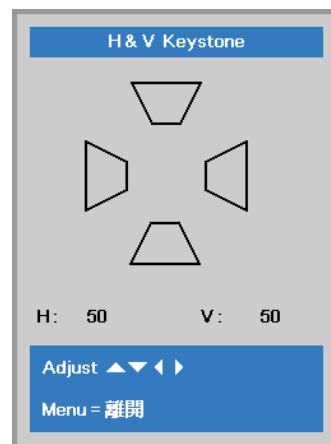 H & V Keystone
H : 50 V : 50
Adjust ▲▼◀▶
Menu = 離開